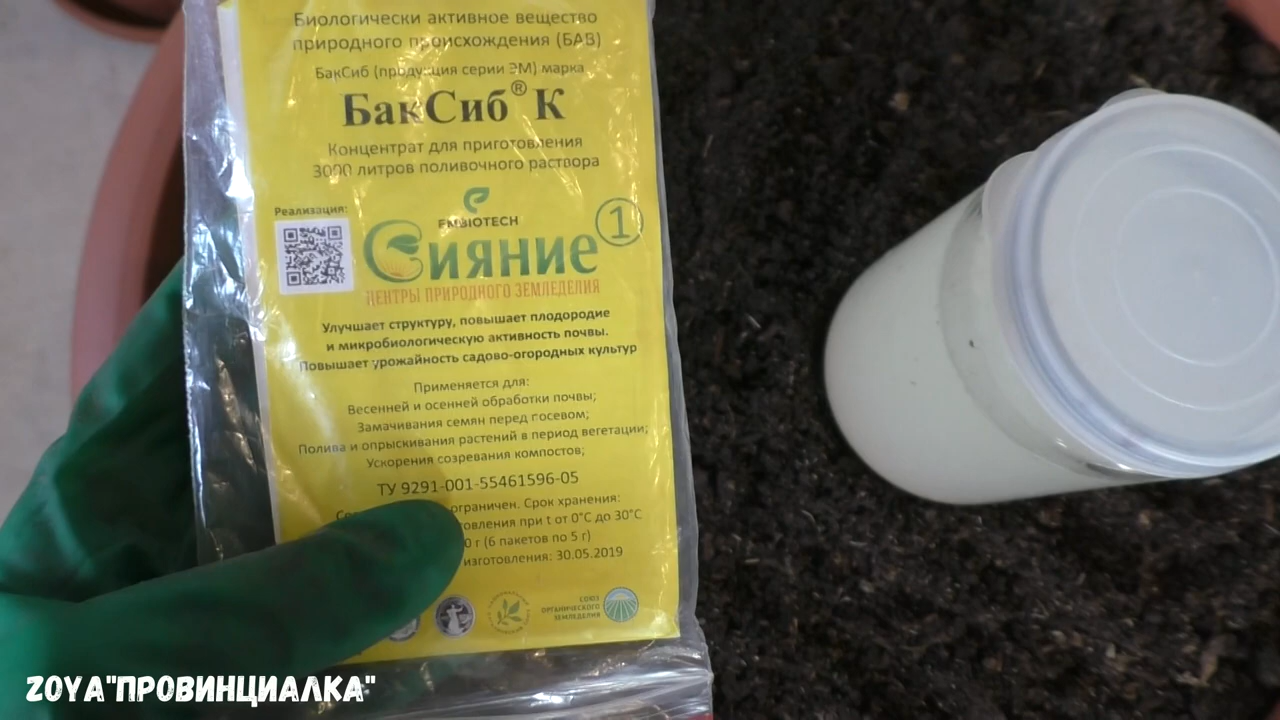 Биологически активное вещество
природного происхождения (БАВ)
БакСиб (продукция серии ЭМ) марка
БакСиб® К
Концентрат для приготовления
3000 литров поливочного раствора
Реализация:
EMBIOTECH
Сияние 1
ЦЕНТРЫ ПРИРОДНОГО ЗЕМЛЕДЕЛИЯ
Улучшает структуру, повышает плодородие
и микробиологическую активность почвы.
Повышает урожайность садово-огородных культур
Применяется для:
Весенней и осенней обработки почвы;
Замачивания семян перед посевом;
Полива и опрыскивания растений в период вегетации;
Ускорения созревания компостов;
ТУ 9291-001-55461596-05
ограничен. Срок хранения:
при t от 0°С до 30°С
г (6 пакетов по 5 г)
изготовления: 30.05.2019
СОЮЗ
ОРГАНИЧЕСКОГО
ЗЕМЛЕДЕЛИЯ
ZOYA"ПРОВИНЦИАЛКА"